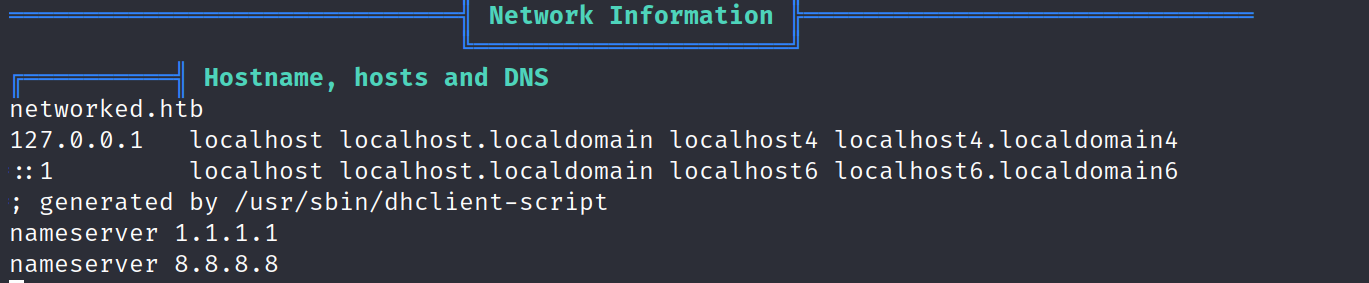 Network Information
Hostname, hosts and DNS
networked.htb
127.0.0.1   localhost localhost.localdomain localhost4 localhost4.localdomain4
::1         localhost localhost.localdomain localhost6 localhost6.localdomain6
; generated by /usr/sbin/dhclient-script
nameserver 1.1.1.1
nameserver 8.8.8.8